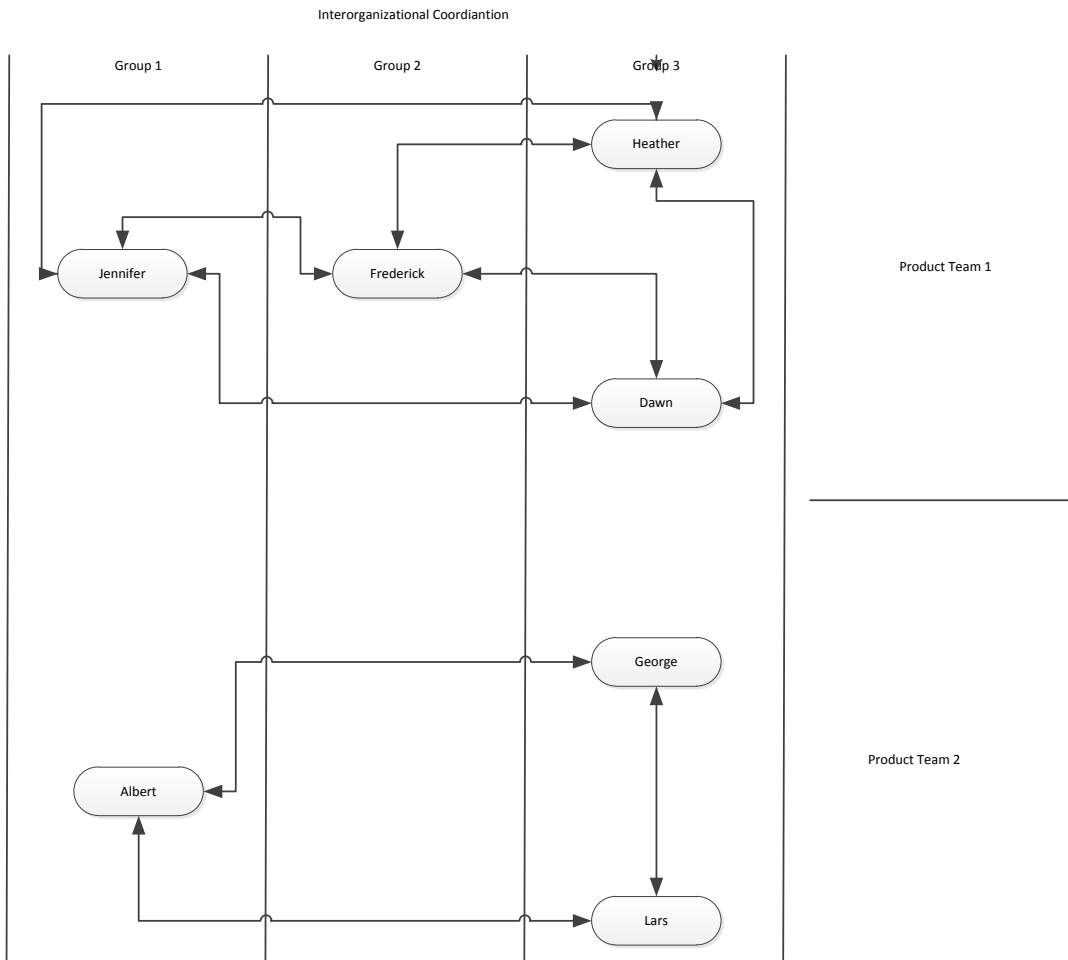 Interorganizational Coordiantion
Group 1
Group 2
Group 3
Heather
Jennifer
Frederick
Product Team 1
Dawn
George
Product Team 2
Albert
Lars